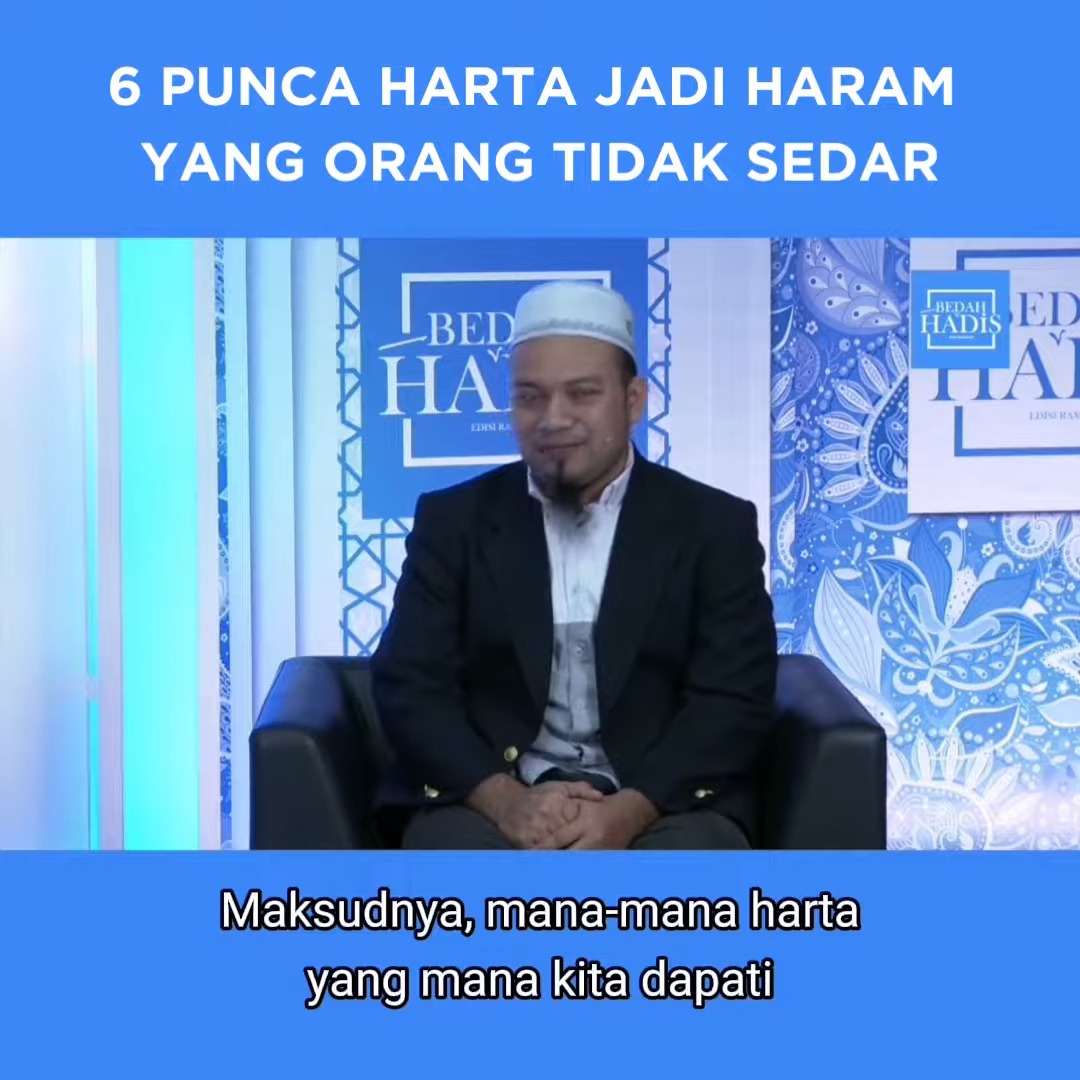 6 PUNCA HARTA JADI HARAM
YANG ORANG TIDAK SEDAR
BEDAH
HADIS
Maksudnya, mana-mana harta
yang mana kita dapati